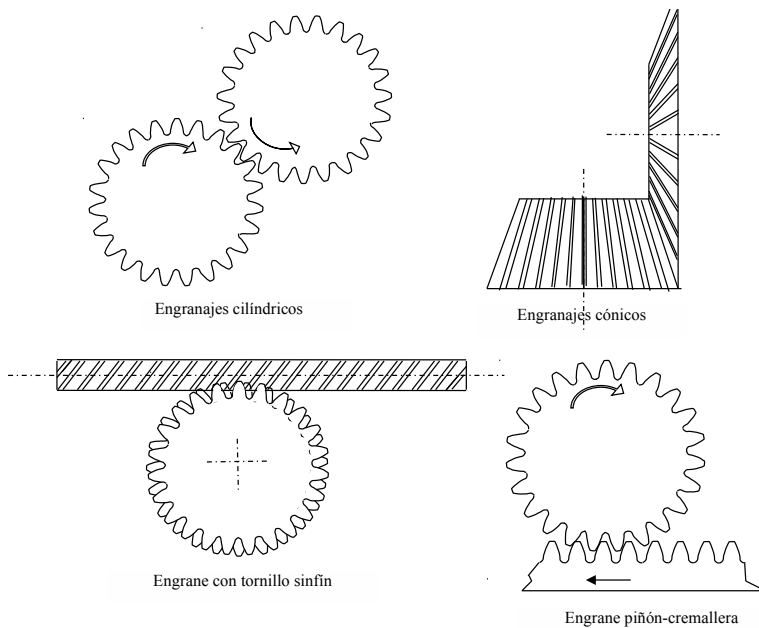 Engranajes cilíndricos
Engranajes cónicos
Engrane con tornillo sinfín
Engrane piñón-cremallera